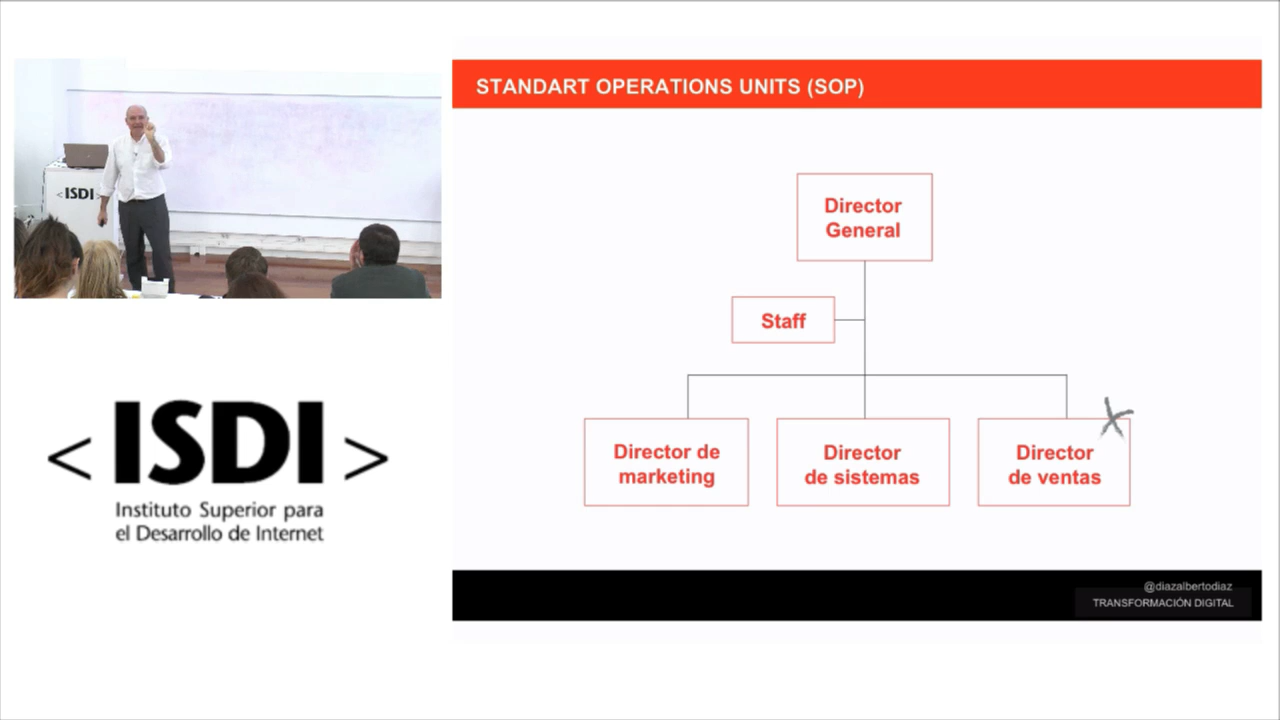 STANDART OPERATIONS UNITS (SOP)
<ISDI>
Director
General
Staff
Director de
marketing
Director
de sistemas
Director
de ventas
<ISDI>
Instituto Superior para
el Desarrollo de Internet
@diazalbertodiaz
TRANSFORMACIÓN DIGITAL